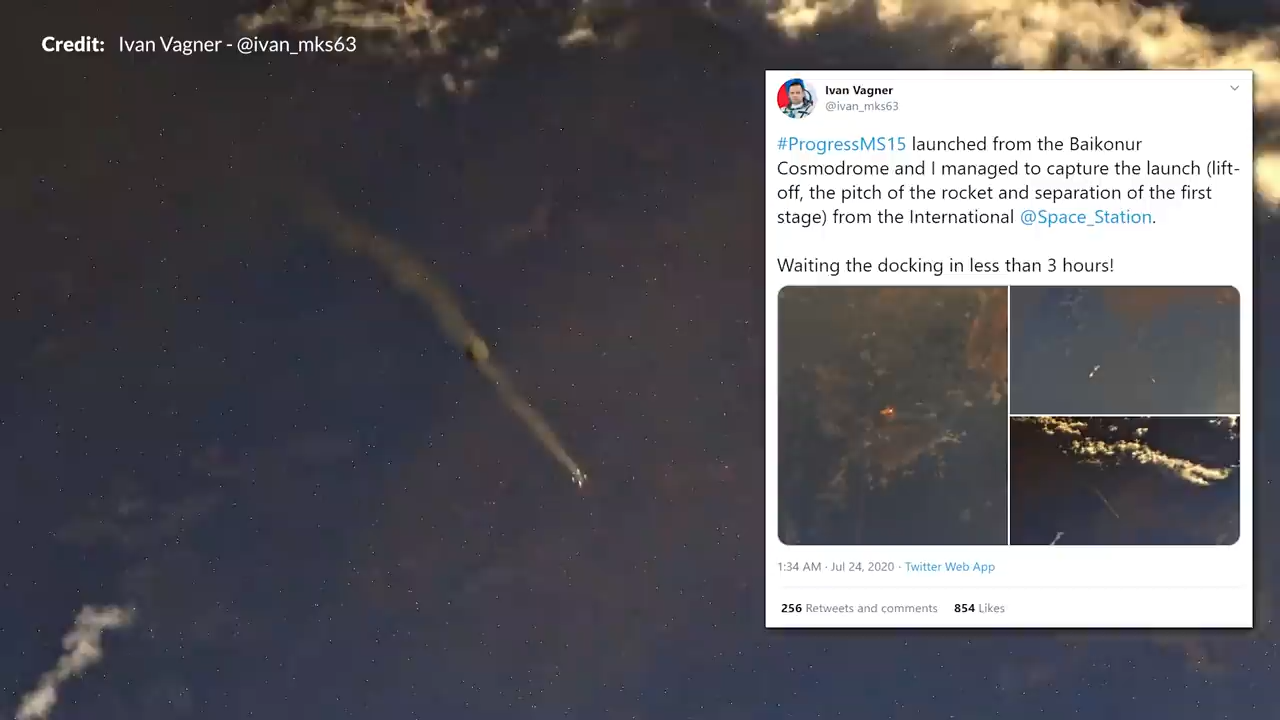 Credit: Ivan Vagner - @ivan_mks63
Ivan Vagner
@ivan_mks63
#ProgressMS15 launched from the Baikonur
Cosmodrome and I managed to capture the launch (lift-
off, the pitch of the rocket and separation of the first
stage) from the International @Space_Station.
Waiting the docking in less than 3 hours!
1:34 AM · Jul 24, 2020 · Twitter Web App
256 Retweets and comments 854 Likes